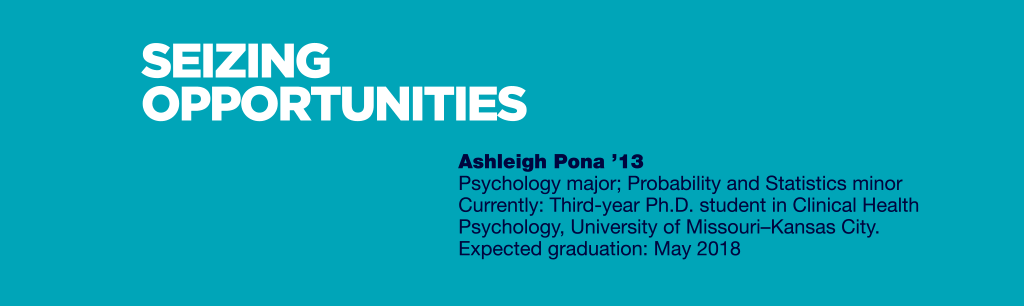 SEIZING
OPPORTUNITIES
Ashleigh Pona ’13
Psychology major; Probability and Statistics minor
Currently: Third-year Ph.D. student in Clinical Health
Psychology, University of Missouri–Kansas City.
Expected graduation: May 2018